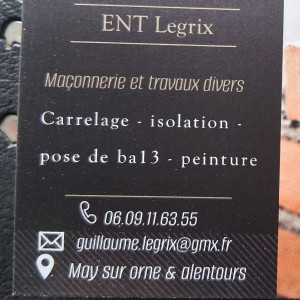 ENT Legrix
Maçonnerie et travaux divers
Carrelage - isolation -
pose de ba13 - peinture
06.09.11.63.55
guillaume.legrix@gmx.fr
May sur orne & alentours